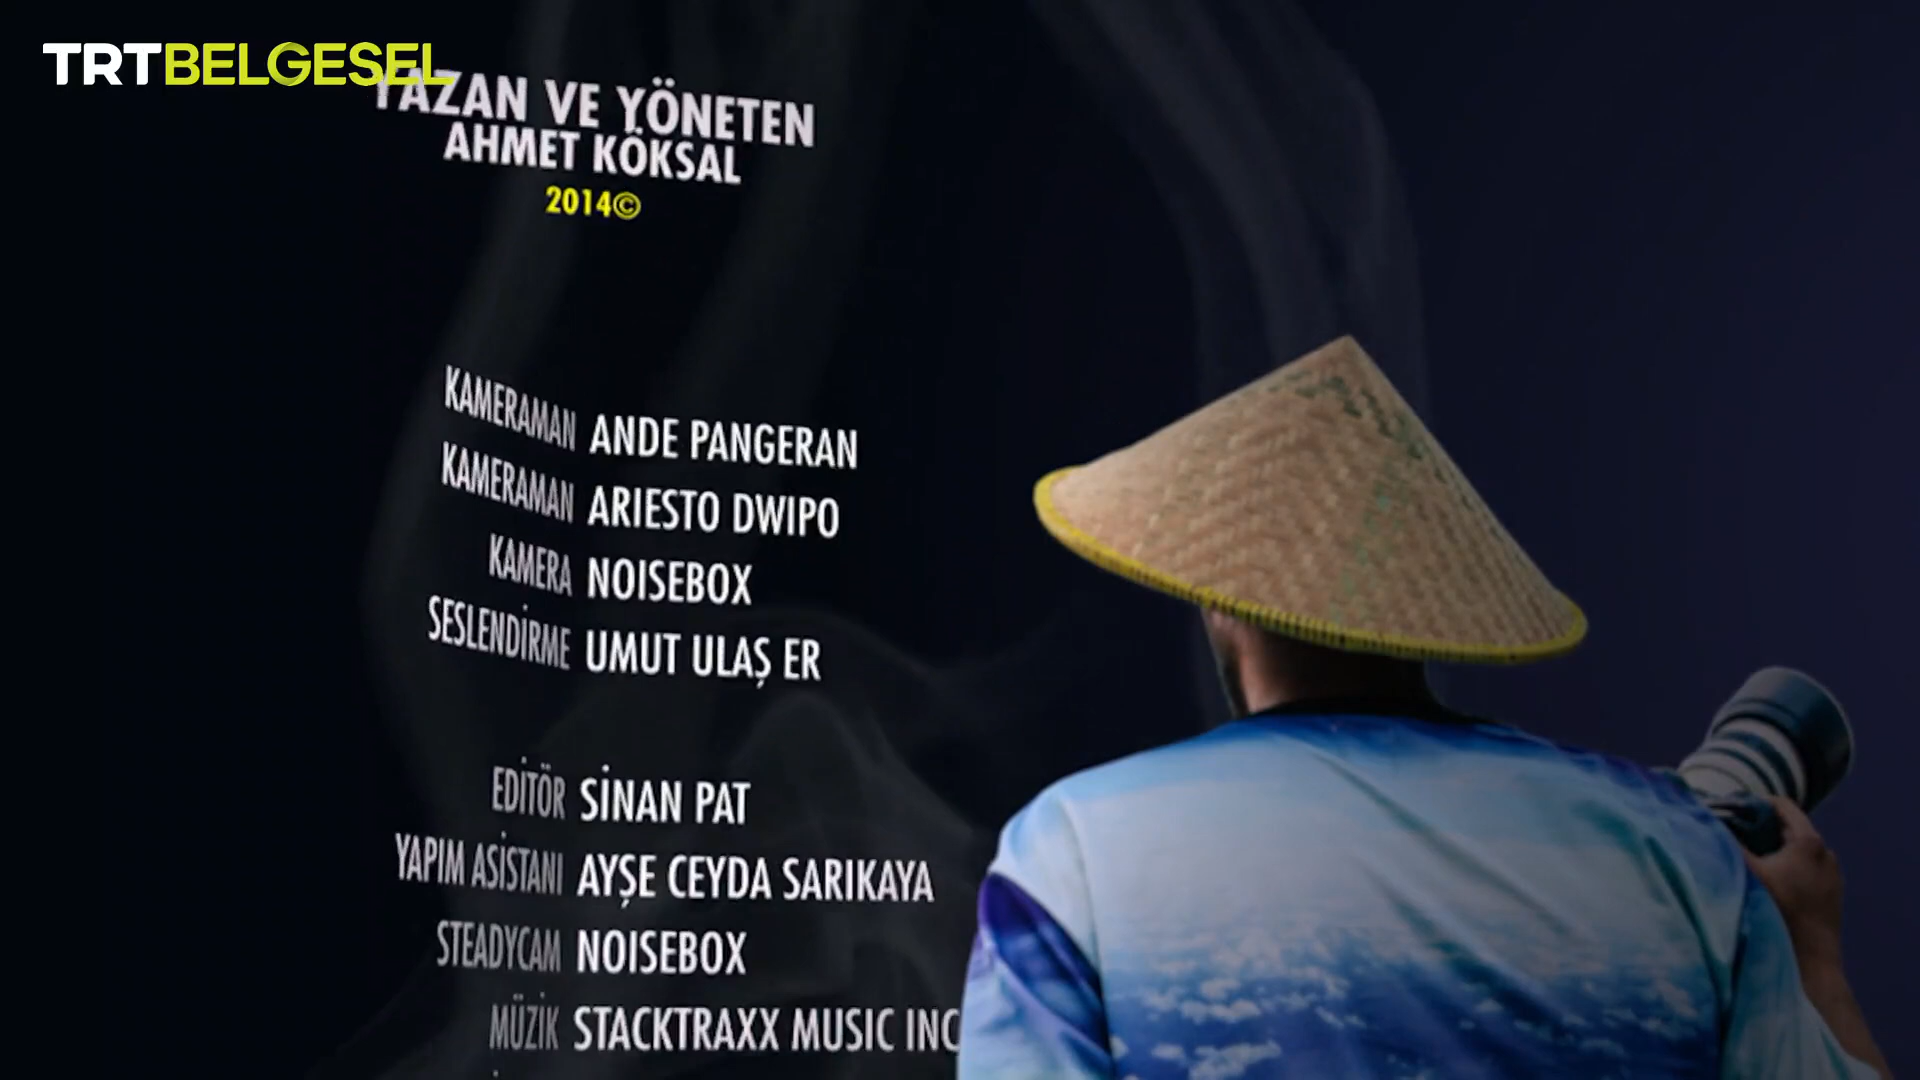 TRTBELGESEL
YAZAN VE YÖNETEN
AHMET KÖKSAL
2014©
KAMERAMAN ANDE PANGERAN
KAMERAMAN ARIESTO DWIPO
KAMERA NOISEBOX
SESLENDİRME UMUT ULAŞ ER
EDİTÖR SİNAN PAT
YAPIM ASİSTANI AYŞE CEYDA SARIKAYA
STEADYCAM NOISEBOX
MÜZİK STACKTRAXX MUSIC INC